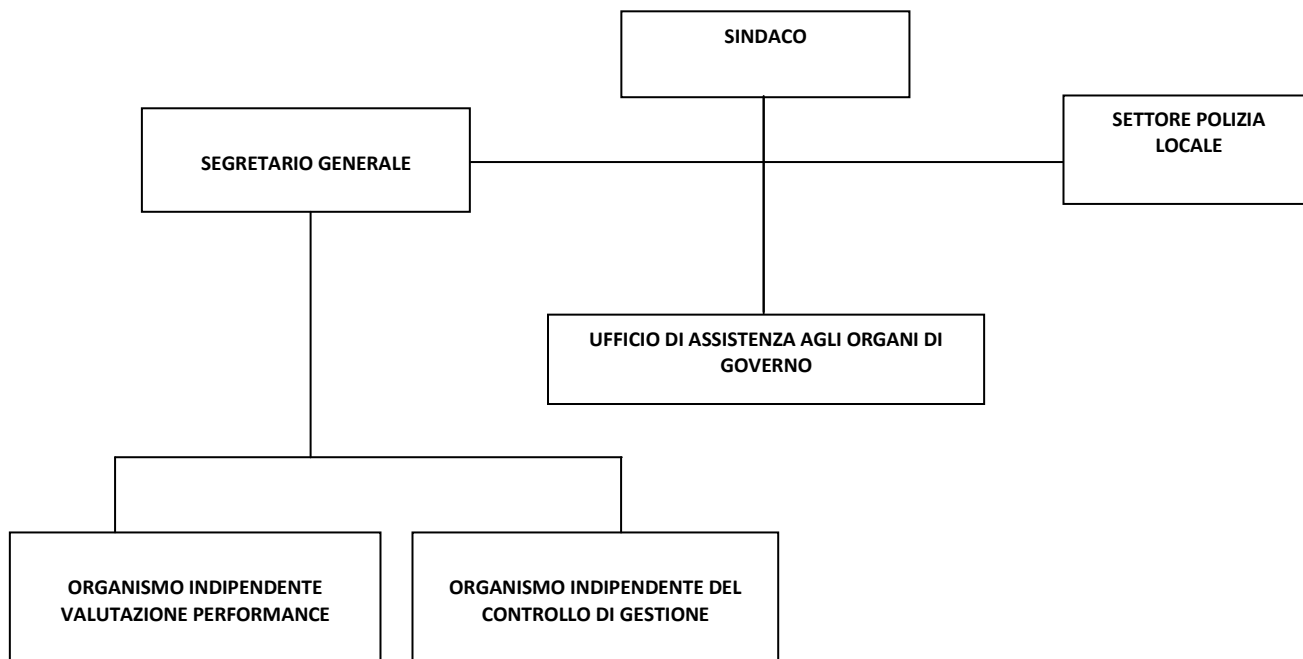 SINDACO
SETTORE POLIZIA
LOCALE
SEGRETARIO GENERALE
UFFICIO DI ASSISTENZA AGLI ORGANI DI
GOVERNO
ORGANISMO INDIPENDENTE
VALUTAZIONE PERFORMANCE
ORGANISMO INDIPENDENTE DEL
CONTROLLO DI GESTIONE